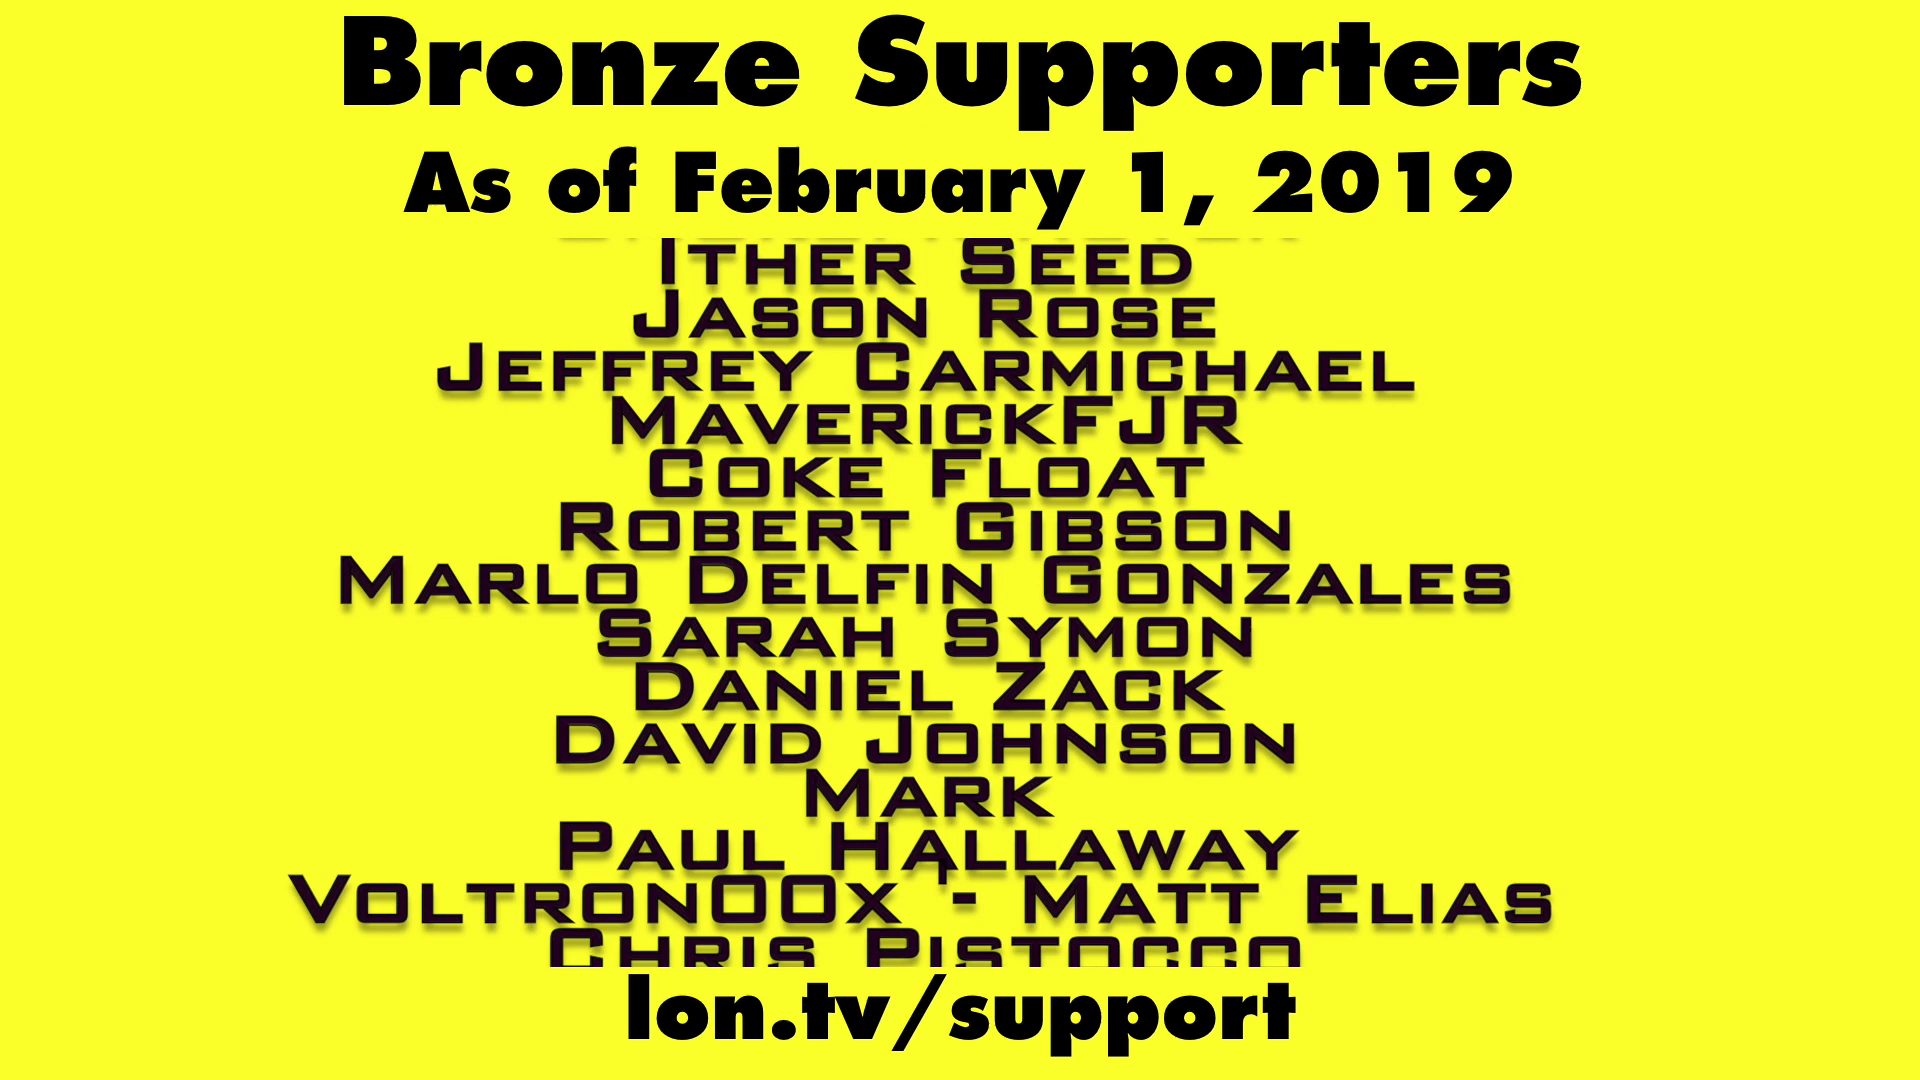 Bronze Supporters
As of February 1, 2019
Ither Seed
Jason Rose
Jeffrey Carmichael
MaverickFJR
Coke Float
Robert Gibson
Marlo Delfin Gonzales
Sarah Symon
Daniel Zack
David Johnson
Mark
Paul Hallaway
Voltron00x '- Matt Elias
Chris Pistocco
lon.tv/support